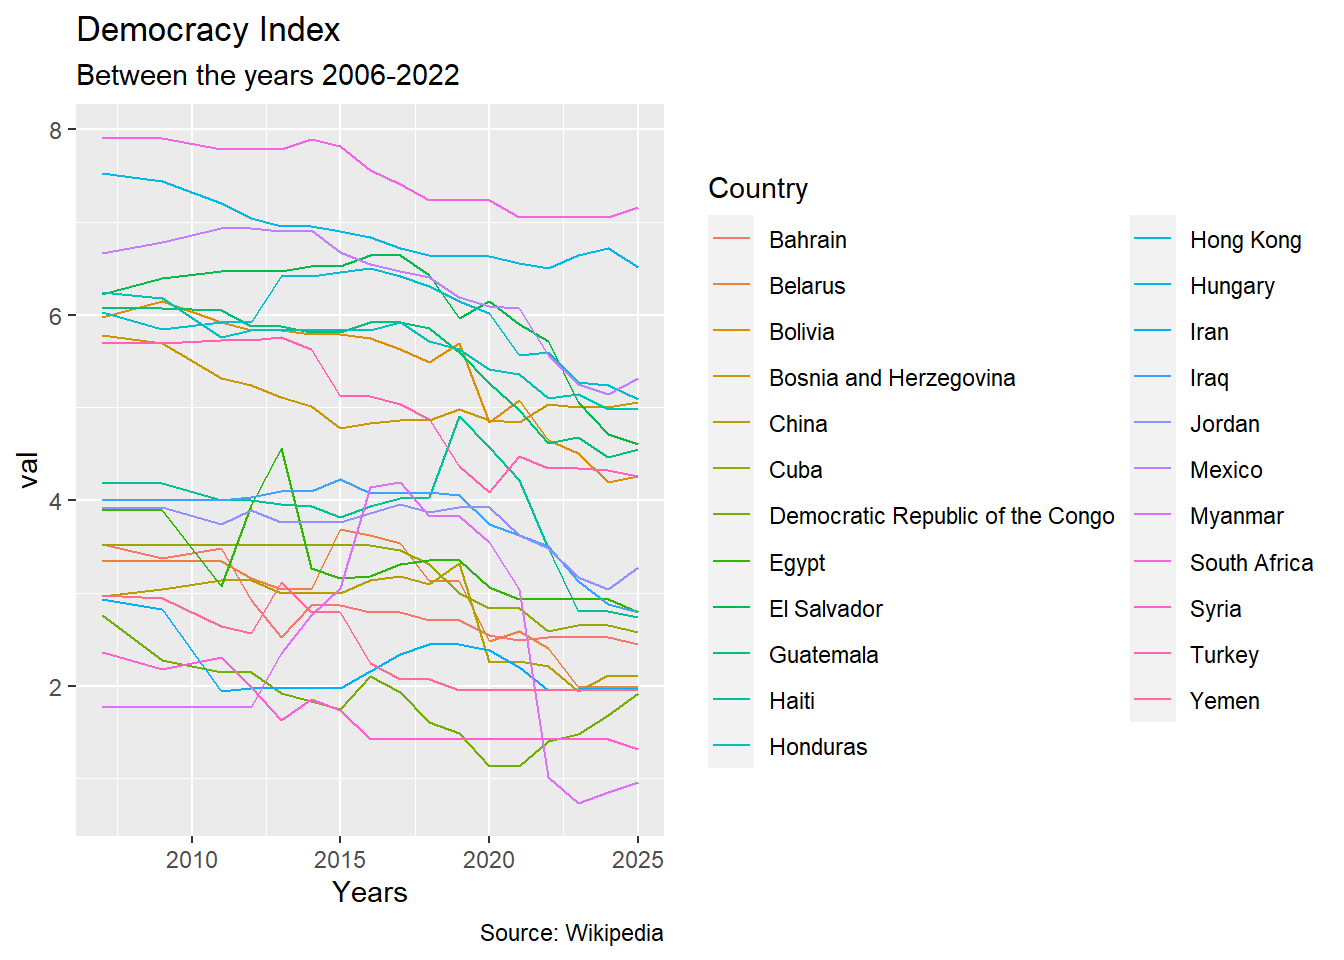 Democracy Index
Between the years 2006-2022
8
6
4
2
val
2010
2015
2020
2025
Years
Source: Wikipedia
Country
Bahrain
Belarus
Bolivia
Bosnia and Herzegovina
China
Cuba
Democratic Republic of the Congo
Egypt
El Salvador
Guatemala
Haiti
Honduras
Hong Kong
Hungary
Iran
Iraq
Jordan
Mexico
Myanmar
South Africa
Syria
Turkey
Yemen